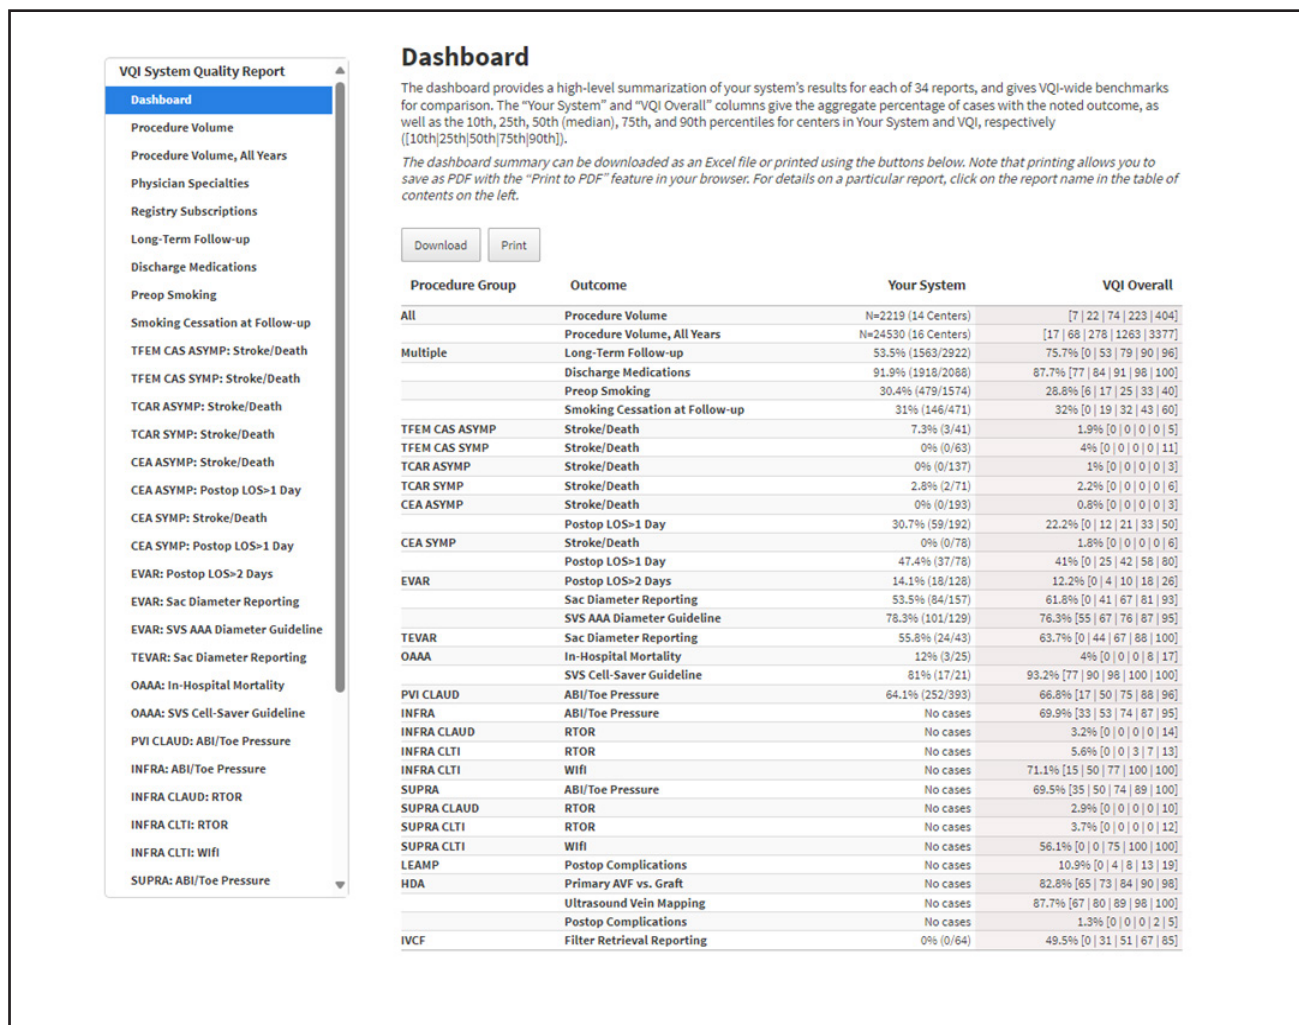 VQI System Quality Report
Dashboard
Procedure Volume
Procedure Volume, All Years
Physician Specialties
Registry Subscriptions
Long-Term Follow-up
Discharge Medications
Preop Smoking
Smoking Cessation at Follow-up
TFEM CAS ASYMP: Stroke/Death
TFEM CAS SYMP: Stroke/Death
TCAR ASYMP: Stroke/Death
TCAR SYMP: Stroke/Death
CEA ASYMP: Stroke/Death
CEA ASYMP: Postop LOS>1 Day
CEA SYMP: Stroke/Death
CEA SYMP: Postop LOS>1 Day
EVAR: Postop LOS>2 Days
EVAR: Sac Diameter Reporting
EVAR: SVS AAA Diameter Guideline
TEVAR: Sac Diameter Reporting
OAAA: In-Hospital Mortality
OAAA: SVS Cell-Saver Guideline
PVI CLAUD: ABI/Toe Pressure
INFRA: ABI/Toe Pressure
INFRA CLAUD: RTOR
INFRA CLTI: RTOR
INFRA CLTI: WIfI
SUPRA: ABI/Toe Pressure
Dashboard
The dashboard provides a high-level summarization of your system's results for each of 34 reports, and gives VQI-wide benchmarks
for comparison. The “Your System” and “VQI Overall” columns give the aggregate percentage of cases with the noted outcome, as
well as the 10th, 25th, 50th (median), 75th, and 90th percentiles for centers in Your System and VQI, respectively
([10th|25th|50th|75th|90th]).
The dashboard summary can be downloaded as an Excel file or printed using the buttons below. Note that printing allows you to
save as PDF with the “Print to PDF” feature in your browser. For details on a particular report, click on the report name in the table of
contents on the left.
Download Print
Procedure Group Outcome Your System VQI Overall
All Procedure Volume N=2219 (14 Centers) [7 | 22 | 74 | 223 | 404]
Procedure Volume, All Years N=24530 (16 Centers) [17 | 68 | 278 | 1263 | 3377]
Multiple Long-Term Follow-up 53.5% (1563/2922) 75.7% [0 | 53 | 79 | 90 | 96]
Discharge Medications 91.9% (1918/2088) 87.7% [77 | 84 | 91 | 98 | 100]
Preop Smoking 30.4% (479/1574) 28.8% [6 | 17 | 25 | 33 | 40]
Smoking Cessation at Follow-up 31% (146/471) 32% [0 | 19 | 32 | 43 | 60]
TFEM CAS ASYMP Stroke/Death 7.3% (3/41) 1.9% [0 | 0 | 0 | 0 | 5]
TFEM CAS SYMP Stroke/Death 0% (0/63) 4% [0 | 0 | 0 | 0 | 11]
TCAR ASYMP Stroke/Death 0% (0/137) 1% [0 | 0 | 0 | 0 | 3]
TCAR SYMP Stroke/Death 2.8% (2/71) 2.2% [0 | 0 | 0 | 0 | 6]
CEA ASYMP Stroke/Death 0% (0/193) 0.8% [0 | 0 | 0 | 0 | 3]
Postop LOS>1 Day 30.7% (59/192) 22.2% [0 | 12 | 21 | 33 | 50]
CEA SYMP Stroke/Death 0% (0/78) 1.8% [0 | 0 | 0 | 0 | 6]
Postop LOS>1 Day 47.4% (37/78) 41% [0 | 25 | 42 | 58 | 80]
EVAR Postop LOS>2 Days 14.1% (18/128) 12.2% [0 | 4 | 10 | 18 | 26]
Sac Diameter Reporting 53.5% (84/157) 61.8% [0 | 41 | 67 | 81 | 93]
SVS AAA Diameter Guideline 78.3% (101/129) 76.3% [55 | 67 | 76 | 87 | 95]
TEVAR Sac Diameter Reporting 55.8% (24/43) 63.7% [0 | 44 | 67 | 88 | 100]
OAAA In-Hospital Mortality 12% (3/25) 4% [0 | 0 | 0 | 8 | 17]
SVS Cell-Saver Guideline 81% (17/21) 93.2% [77 | 90 | 98 | 100 | 100]
PVI CLAUD ABI/Toe Pressure 64.1% (252/393) 66.8% [17 | 50 | 75 | 88 | 96]
INFRA ABI/Toe Pressure No cases 69.9% [33 | 53 | 74 | 87 | 95]
INFRA CLAUD RTOR No cases 3.2% [0 | 0 | 0 | 0 | 14]
INFRA CLTI RTOR No cases 5.6% [0 | 0 | 3 | 7 | 13]
INFRA CLTI WIfI No cases 71.1% [15 | 50 | 77 | 100 | 100]
SUPRA ABI/Toe Pressure No cases 69.5% [35 | 50 | 74 | 89 | 100]
SUPRA CLAUD RTOR No cases 2.9% [0 | 0 | 0 | 0 | 10]
SUPRA CLTI RTOR No cases 3.7% [0 | 0 | 0 | 0 | 12]
SUPRA CLTI WIfI No cases 56.1% [0 | 0 | 75 | 100 | 100]
LEAMP Postop Complications No cases 10.9% [0 | 4 | 8 | 13 | 19]
HDA Primary AVF vs. Graft No cases 82.8% [65 | 73 | 84 | 90 | 98]
Ultrasound Vein Mapping No cases 87.7% [67 | 80 | 89 | 98 | 100]
Postop Complications No cases 1.3% [0 | 0 | 0 | 2 | 5]
IVCF Filter Retrieval Reporting 0% (0/64) 49.5% [0 | 31 | 51 | 67 | 85]